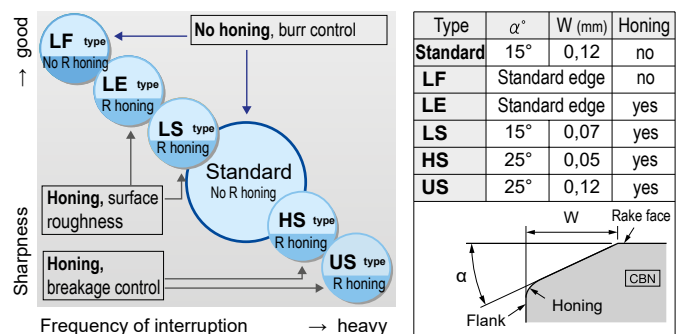 → good
Sharpness
No honing, burr control
LF type
No R honing
LE type
R honing
LS type
R honing
Standard
No R honing
Honing, surface
roughness
HS type
R honing
Honing,
breakage control
US type
R honing
Frequency of interruption → heavy
Type α° W (mm) Honing
Standard 15° 0,12 no
LF Standard edge no
LE Standard edge yes
LS 15° 0,07 yes
HS 25° 0,05 yes
US 25° 0,12 yes
W Rake face
α
CBN
Honing
Flank